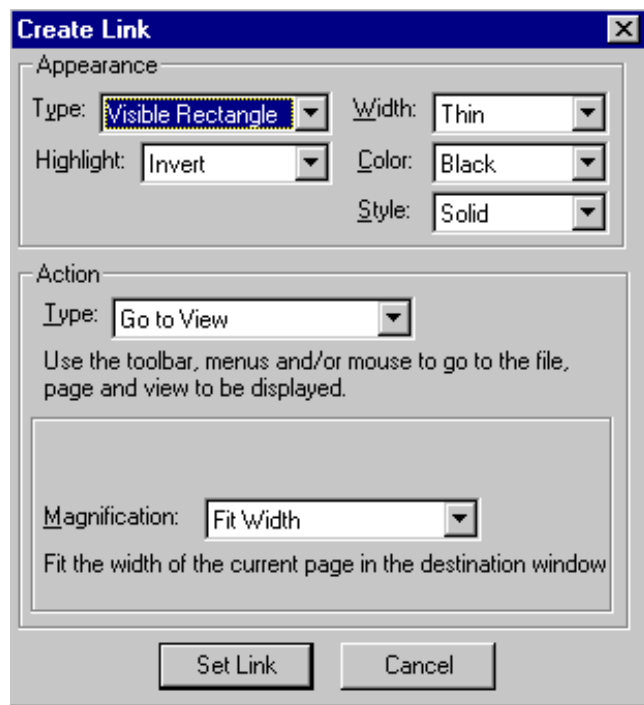 Create Link
Appearance
Type: Visible Rectangle Width: Thin
Highlight: Invert Color: Black
Style: Solid
Action
Type: Go to View
Use the toolbar, menus and/or mouse to go to the file,
page and view to be displayed.
Magnification: Fit Width
Fit the width of the current page in the destination window
Set Link Cancel